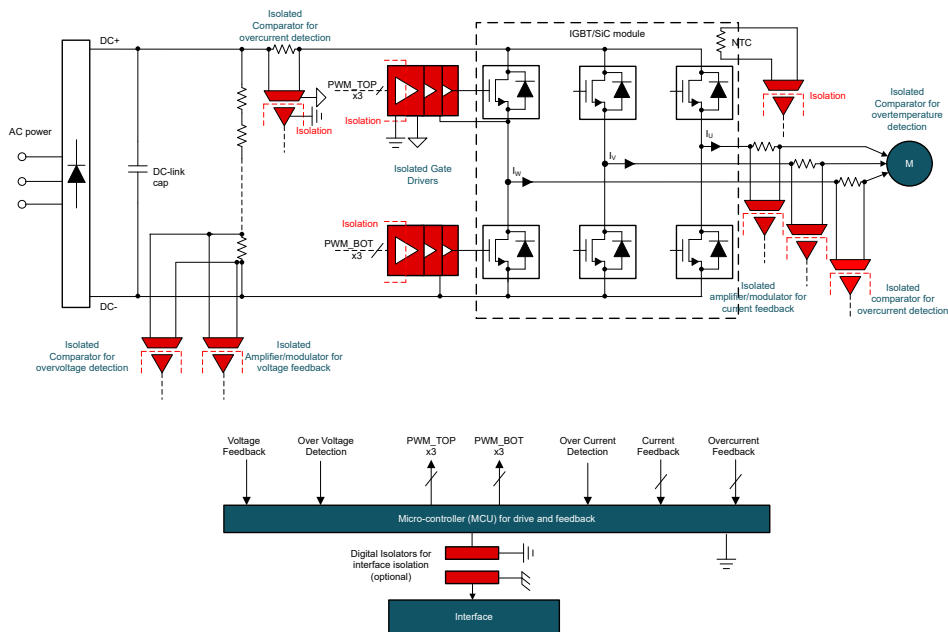 Isolated
Comparator for
overcurrent detection
DC+
IGBT/SiC module
NTC
PWM_TOP
x3
Isolation
Isolation
Isolation
Isolated
Comparator for
overtemperature
detection
AC power
DC-link
cap
Isolated Gate
Drivers
IU
IV
IW
M
Isolation
PWM_BOT
x3
DC-
Isolated
amplifier/modulator for
current feedback
Isolated
comparator for
overcurrent detection
Isolated
Comparator for
overvoltage detection
Isolated
Amplifier/modulator for
voltage feedback
Voltage
Feedback
Over Voltage
Detection
PWM_TOP
x3
PWM_BOT
x3
Over Current
Detection
Current
Feedback
Overcurrent
Feedback
Micro-controller (MCU) for drive and feedback
Digital Isolators for
interface isolation
(optional)
Interface